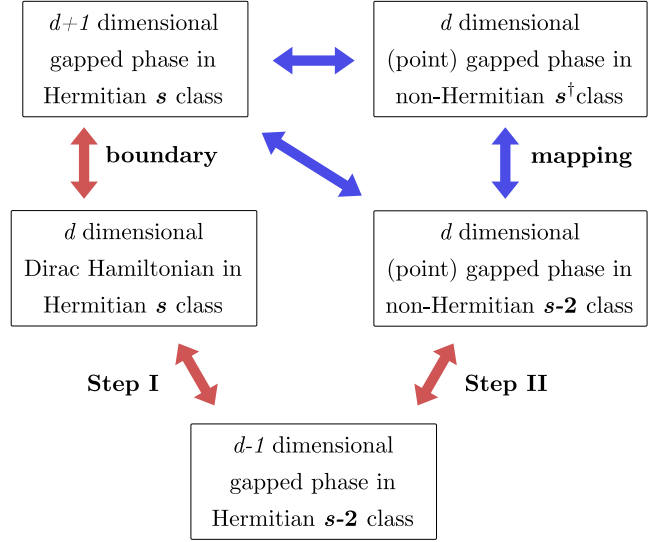 d+1 dimensional
gapped phase in
Hermitian s class
d dimensional
(point) gapped phase in
non-Hermitian s† class
boundary
mapping
d dimensional
Dirac Hamiltonian in
Hermitian s class
d dimensional
(point) gapped phase in
non-Hermitian s-2 class
Step I
Step II
d-1 dimensional
gapped phase in
Hermitian s-2 class